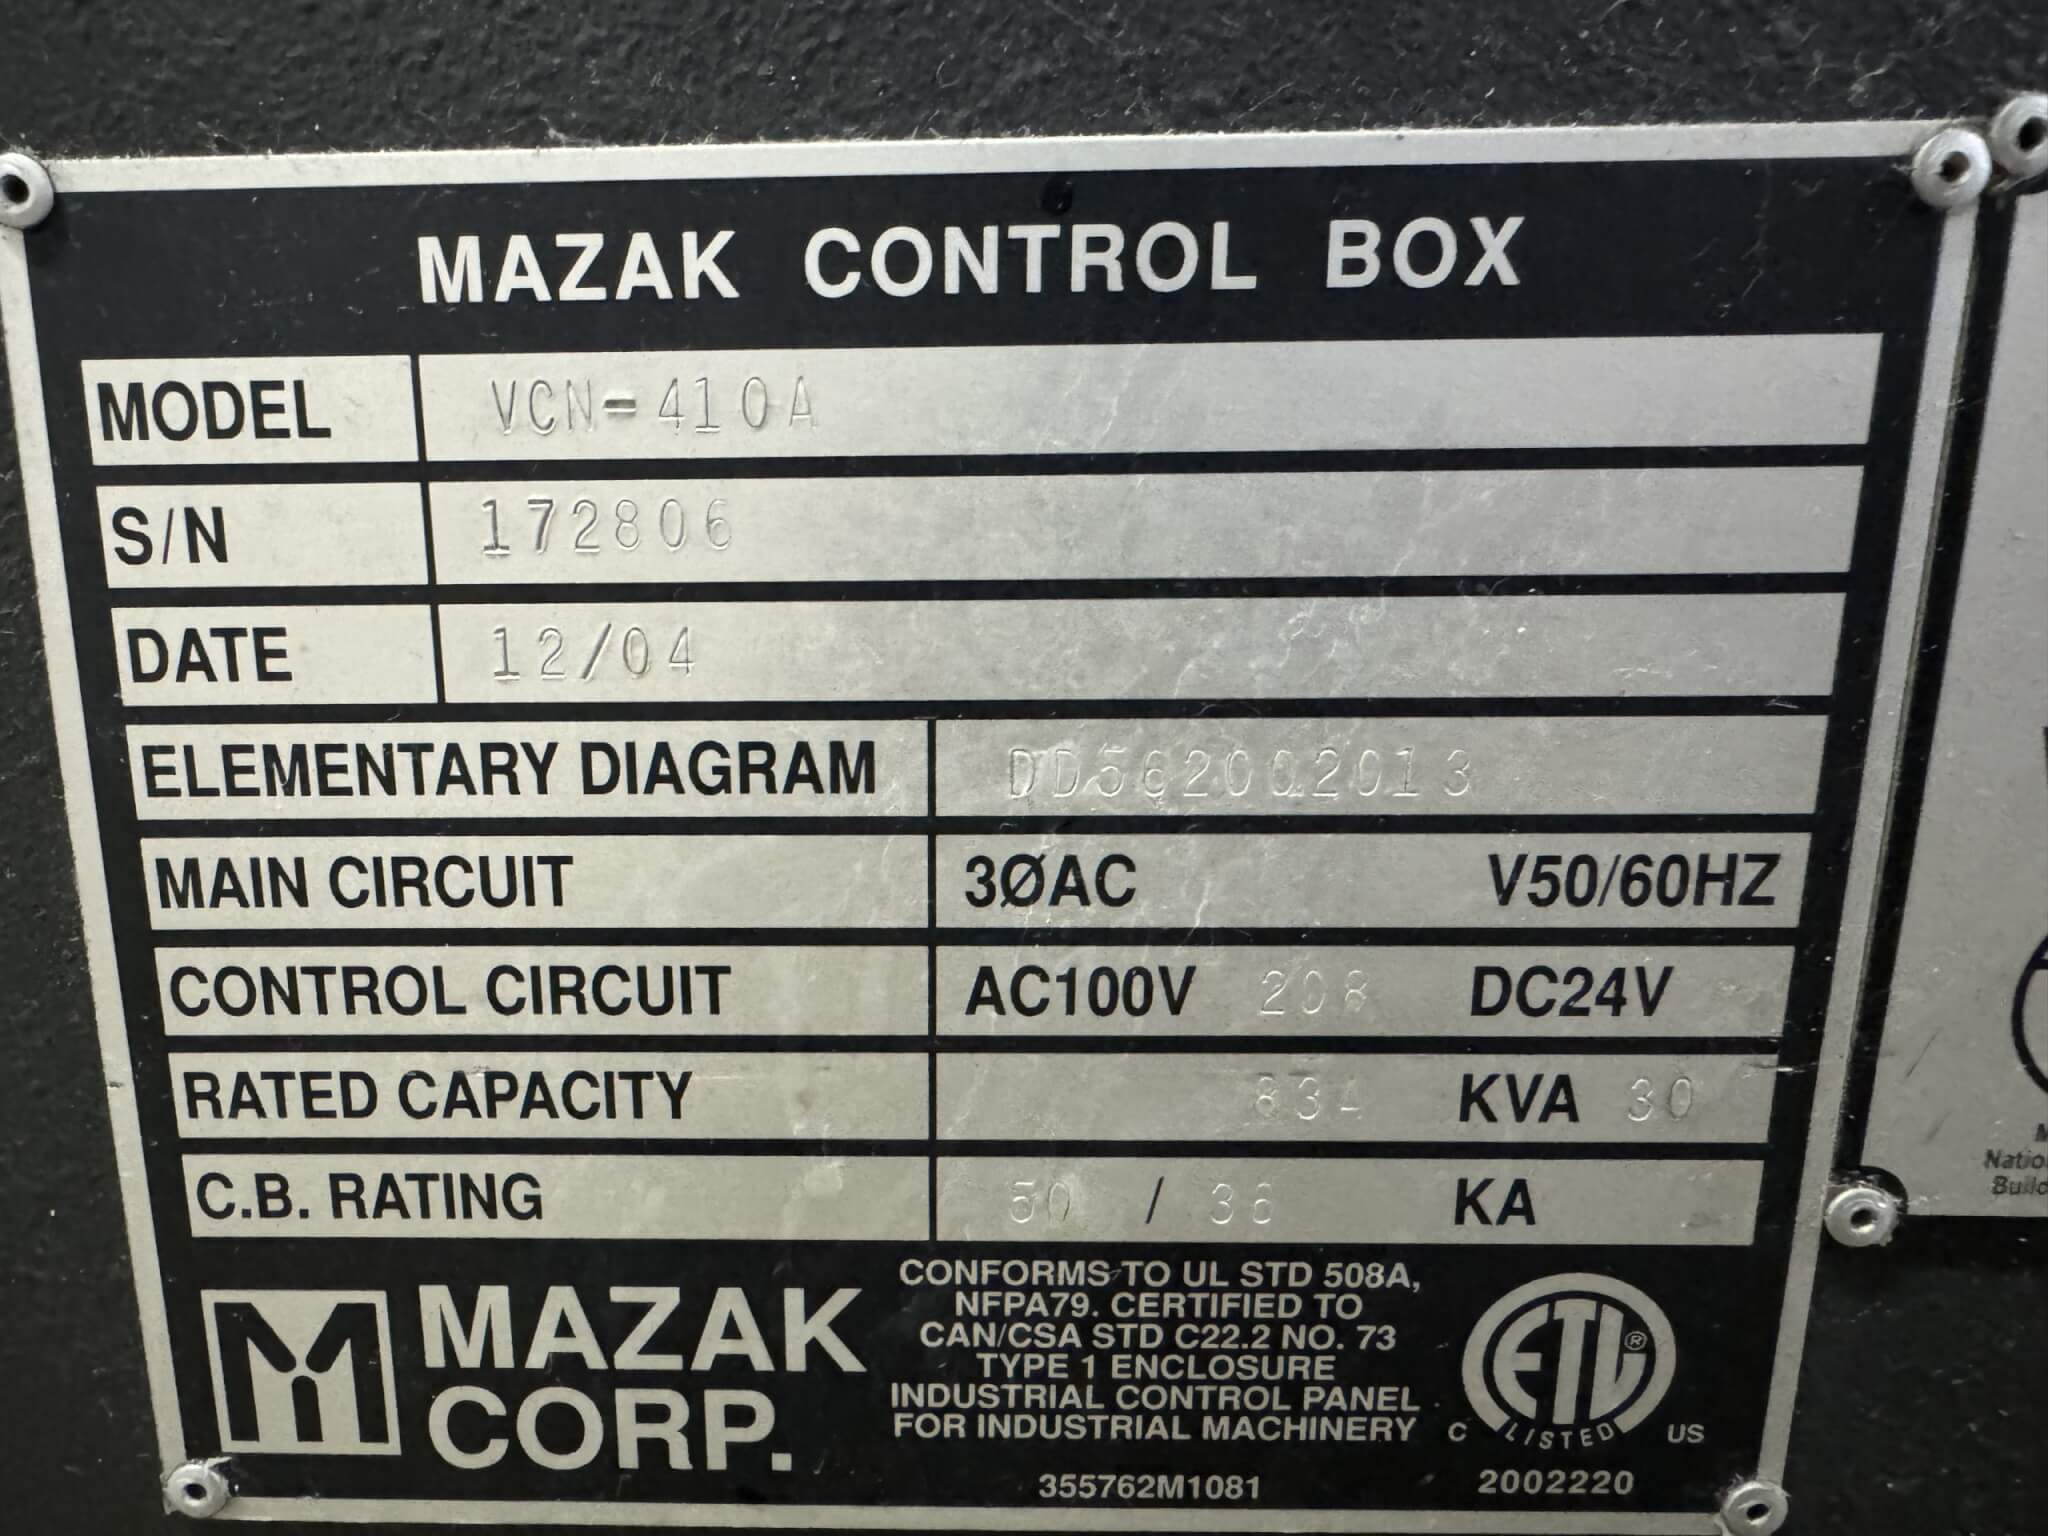 MAZAK CONTROL BOX
MODEL VCN-410A
S/N 172806
DATE 12/04
ELEMENTARY DIAGRAM DD562002013
MAIN CIRCUIT 3ØAC V50/60HZ
CONTROL CIRCUIT AC100V 208 DC24V
RATED CAPACITY 83A KVA 30
C.B. RATING / 36 KA
MAZAK
CORP.
CONFORMS TO UL STD 508A,
NFPA79. CERTIFIED TO
CAN/CSA STD C22.2 NO. 73
TYPE 1 ENCLOSURE
INDUSTRIAL CONTROL PANEL
FOR INDUSTRIAL MACHINERY
355762M1081
ETL®
C LISTED US
2002220